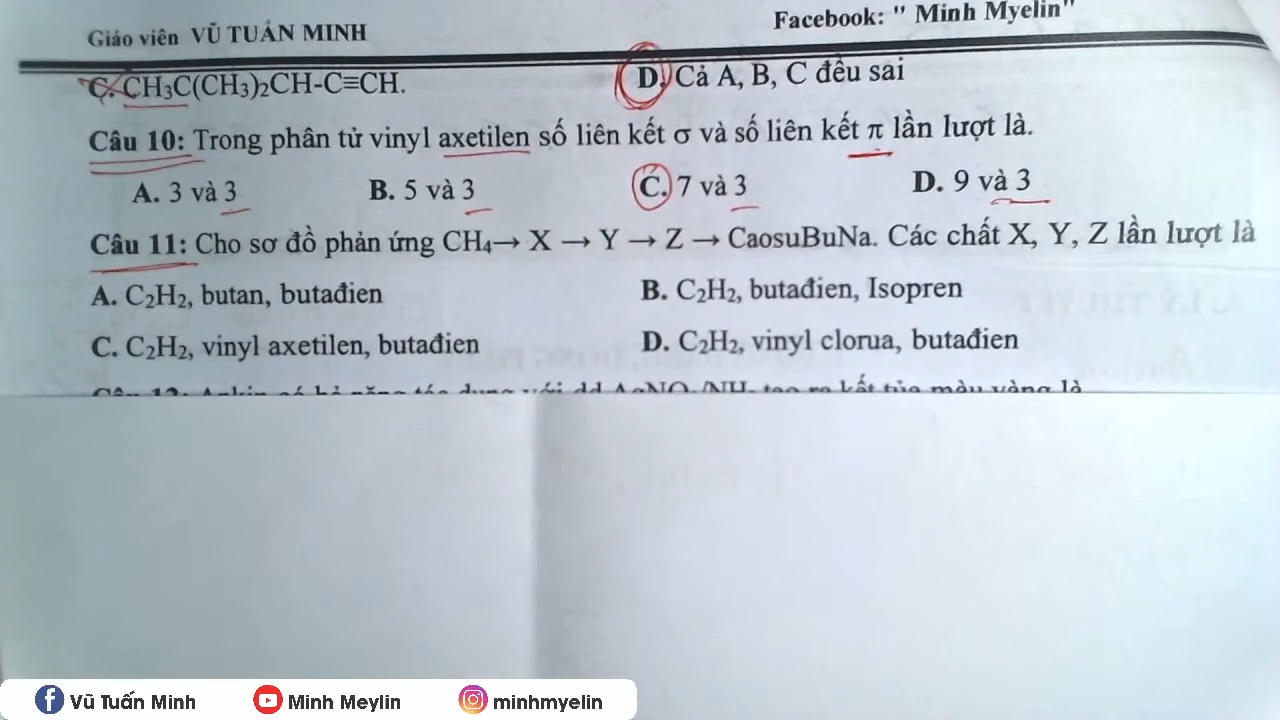 Giáo viên VŨ TUẤN MINH
Facebook: " Minh Myelin"
C. CH₃C(CH₃)₂CH-C≡CH.
D. Cả A, B, C đều sai
Câu 10: Trong phân tử vinyl axetilen số liên kết σ và số liên kết π lần lượt là.
A. 3 và 3
B. 5 và 3
C. 7 và 3
D. 9 và 3
Câu 11: Cho sơ đồ phản ứng CH₄→ X → Y → Z → CaosuBuNa. Các chất X, Y, Z lần lượt là
A. C₂H₂, butan, butađien
B. C₂H₂, butađien, Isopren
C. C₂H₂, vinyl axetilen, butađien
D. C₂H₂, vinyl clorua, butađien
Vũ Tuấn Minh
Minh Meylin
minhmyelin